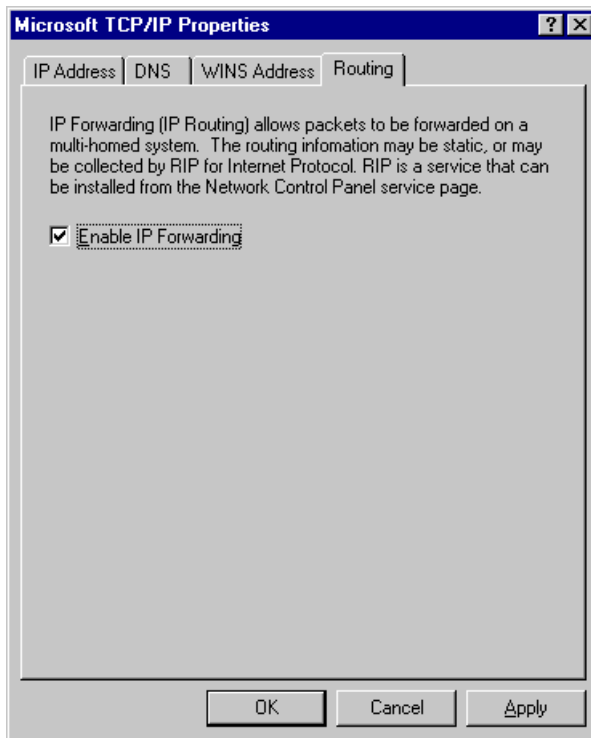 Microsoft TCP/IP Properties
IP Address DNS WINS Address Routing
IP Forwarding (IP Routing) allows packets to be forwarded on a
multi-homed system. The routing infomation may be static, or may
be collected by RIP for Internet Protocol. RIP is a service that can
be installed from the Network Control Panel service page.
Enable IP Forwarding
OK Cancel Apply